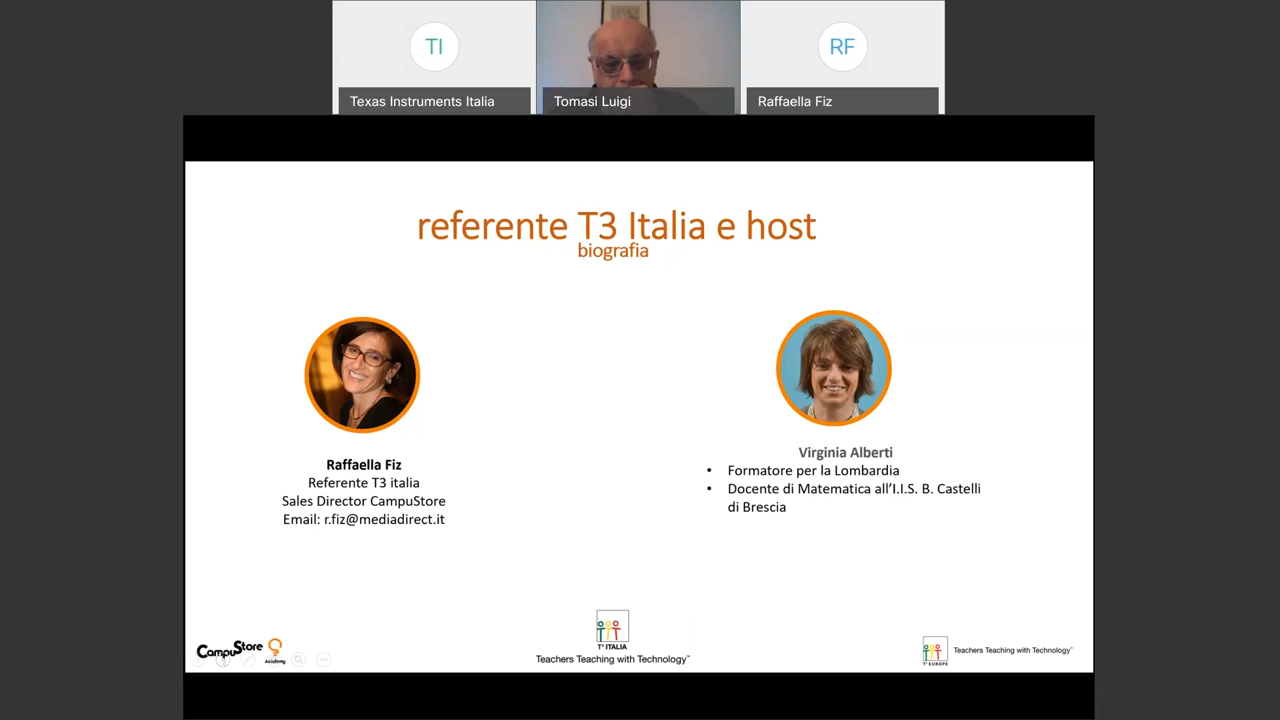 TI
RF
Texas Instruments Italia
Tomasi Luigi
Raffaella Fiz
referente T3 Italia e host
biografia
Raffaella Fiz
Referente T3 italia
Sales Director CampuStore
Email: r.fiz@mediadirect.it
Virginia Alberti
• Formatore per la Lombardia
• Docente di Matematica all'I.I.S. B. Castelli
di Brescia
CampuStore
Academy
T³ ITALIA
Teachers Teaching with Technology™
T³ EUROPE
Teachers Teaching with Technology™